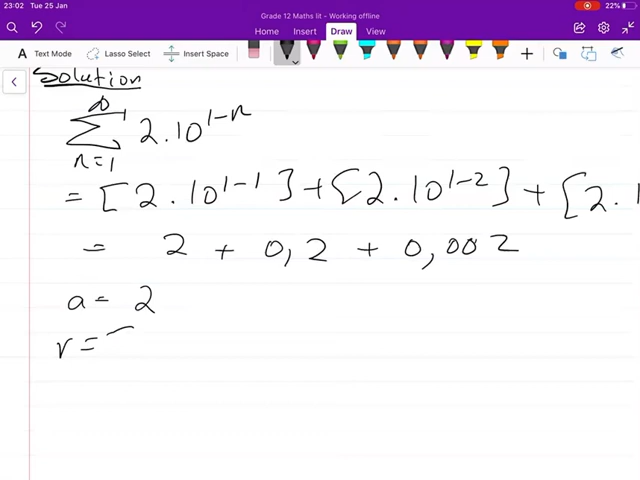 23:02 Tue 25 Jan
Grade 12 Maths lit - Working offline
22%
Home Insert Draw View
A Text Mode Lasso Select Insert Space
Solution
∞
∑ 2.10^{1-n}
n=1
= [2.10^{1-1}] + [2.10^{1-2}] + [2.1
= 2 + 0,2 + 0,002
a = 2
r =